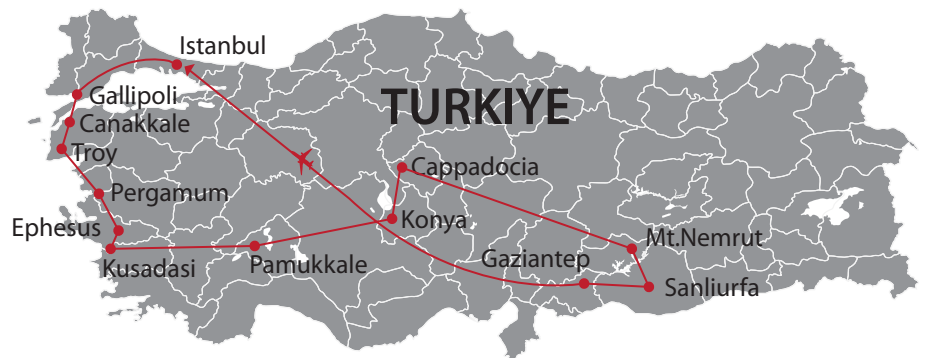 Istanbul
Gallipoli
TURKIYE
Canakkale
Troy
Cappadocia
Pergamum
Konya
Ephesus
Mt.Nemrut
Gaziantep
Pamukkale
Kusadasi
Sanliurfa